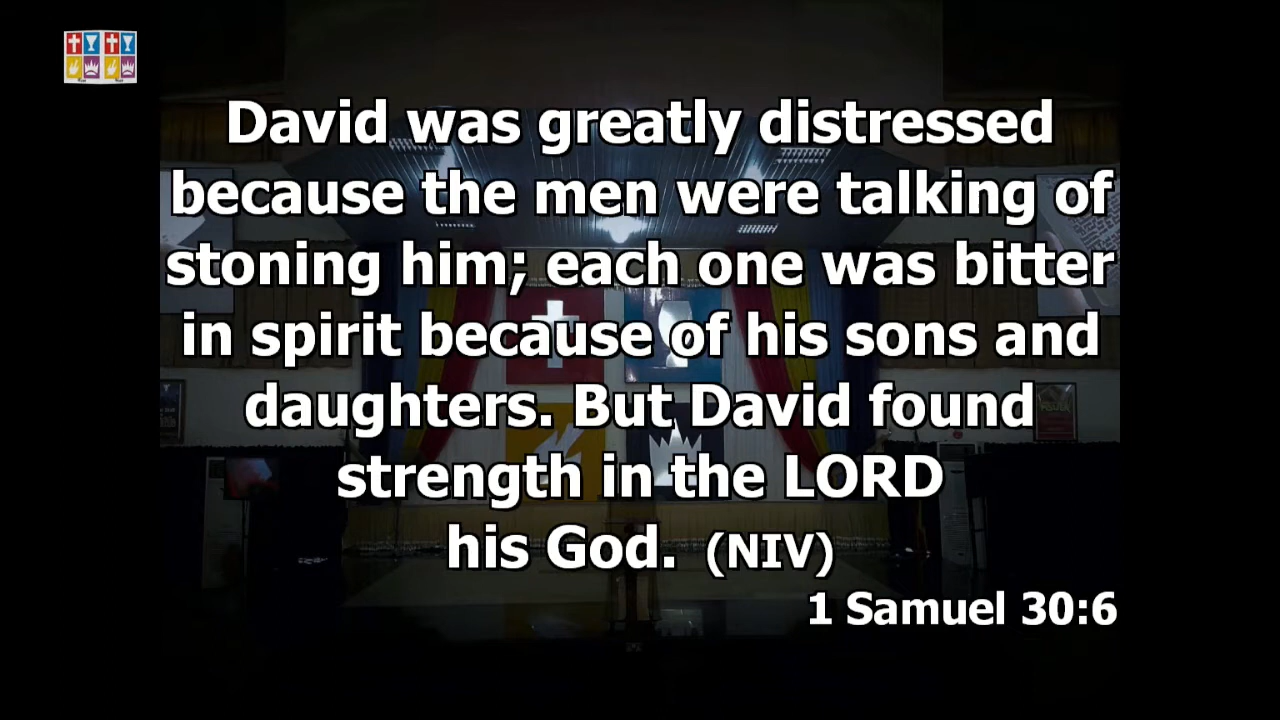 David was greatly distressed
because the men were talking of
stoning him; each one was bitter
in spirit because of his sons and
daughters. But David found
strength in the LORD
his God. (NIV)
1 Samuel 30:6